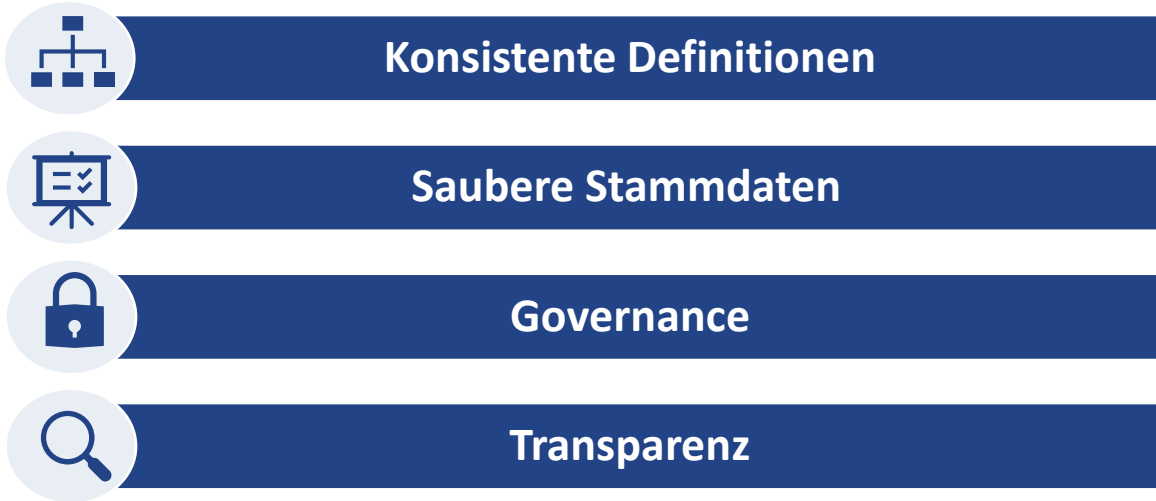 Konsistente Definitionen
Saubere Stammdaten
Governance
Transparenz